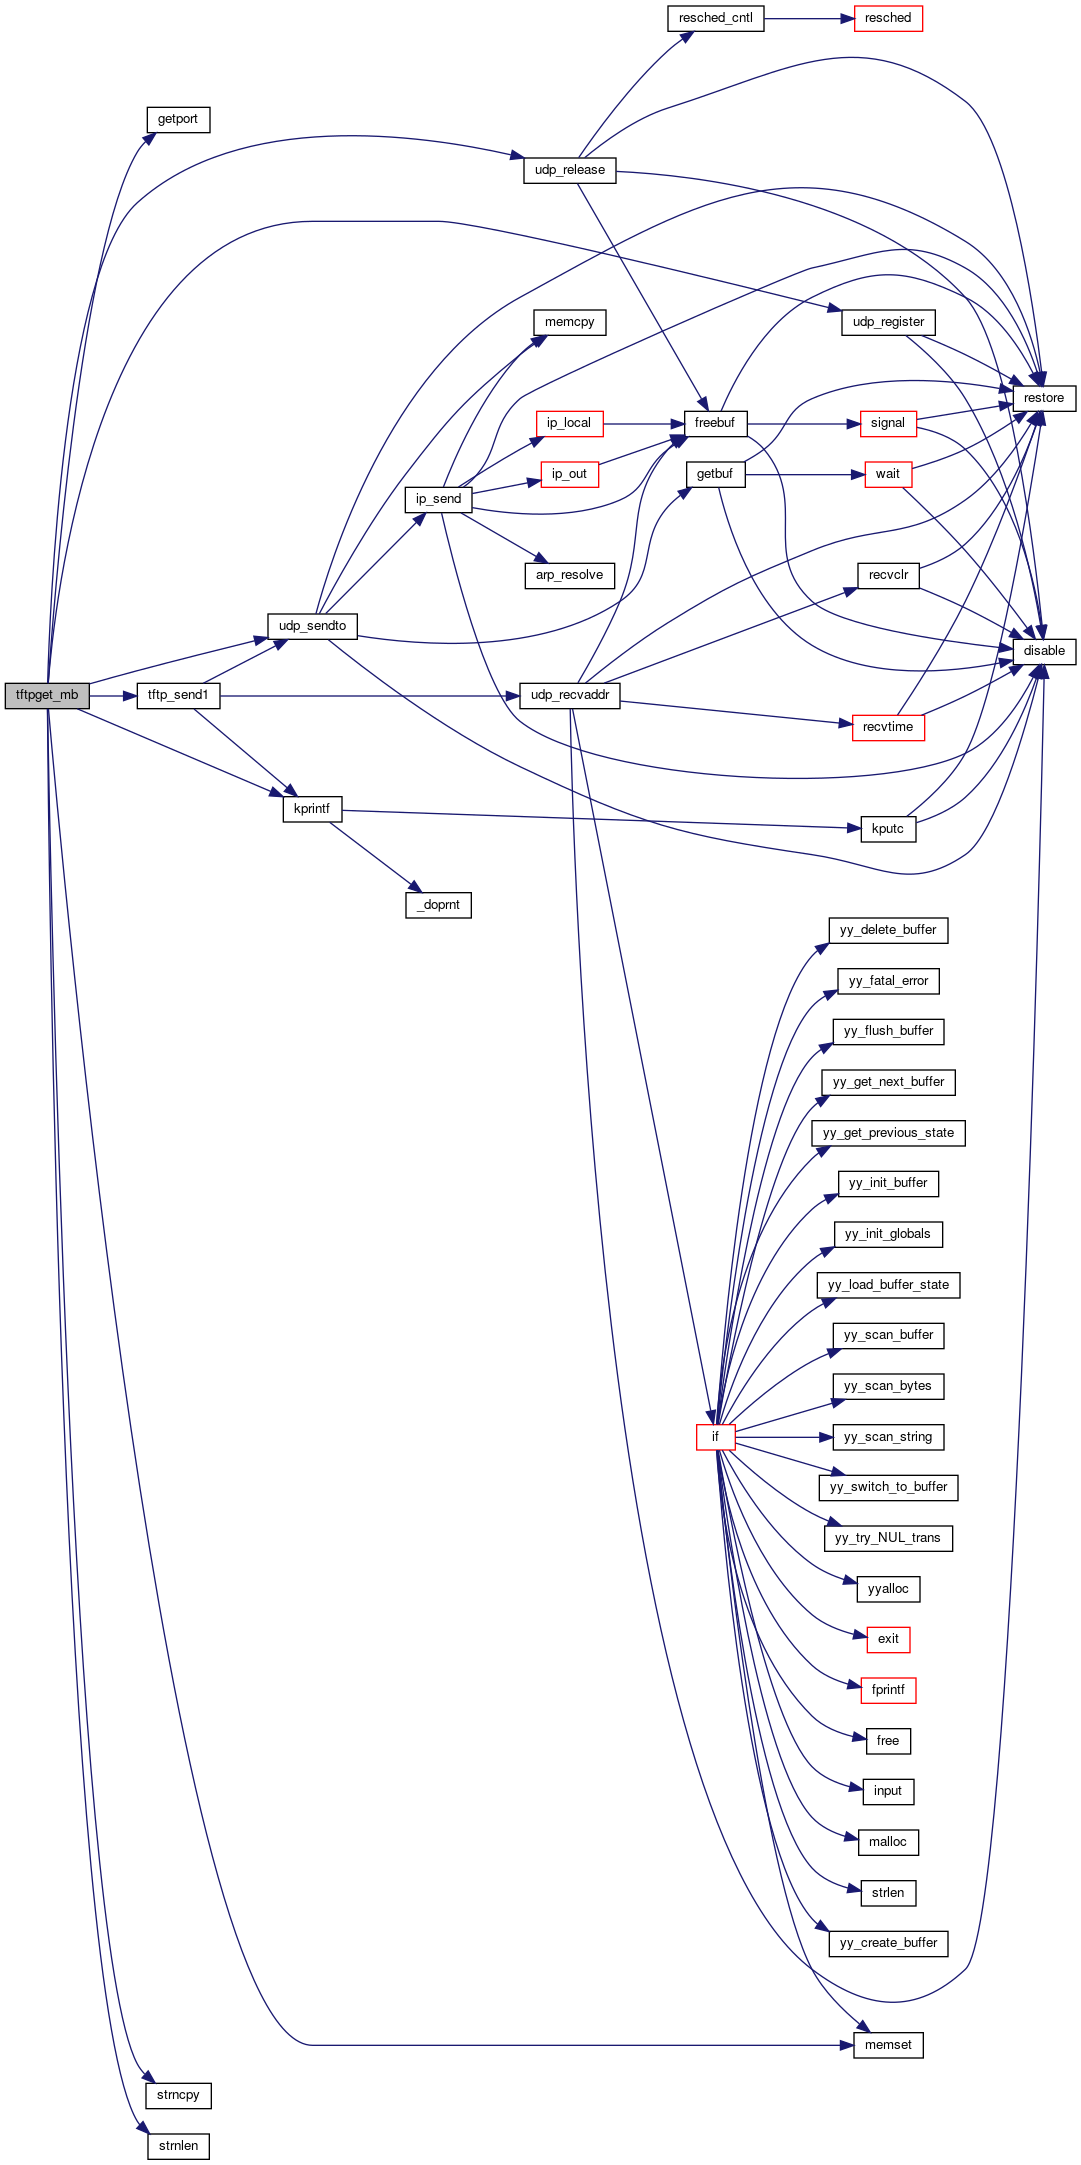 resched_cntl
resched
getport
udp_release
memcpy
udp_register
restore
ip_local
freebuf
signal
ip_out
getbuf
wait
ip_send
arp_resolve
recvclr
udp_sendto
disable
tftpget_mb
tftp_send1
udp_recvaddr
recvtime
kprintf
kputc
_doprnt
yy_delete_buffer
yy_fatal_error
yy_flush_buffer
yy_get_next_buffer
yy_get_previous_state
yy_init_buffer
yy_init_globals
yy_load_buffer_state
yy_scan_buffer
yy_scan_bytes
if
yy_scan_string
yy_switch_to_buffer
yy_try_NUL_trans
yyalloc
exit
fprintf
free
input
malloc
strlen
yy_create_buffer
memset
strncpy
strnlen